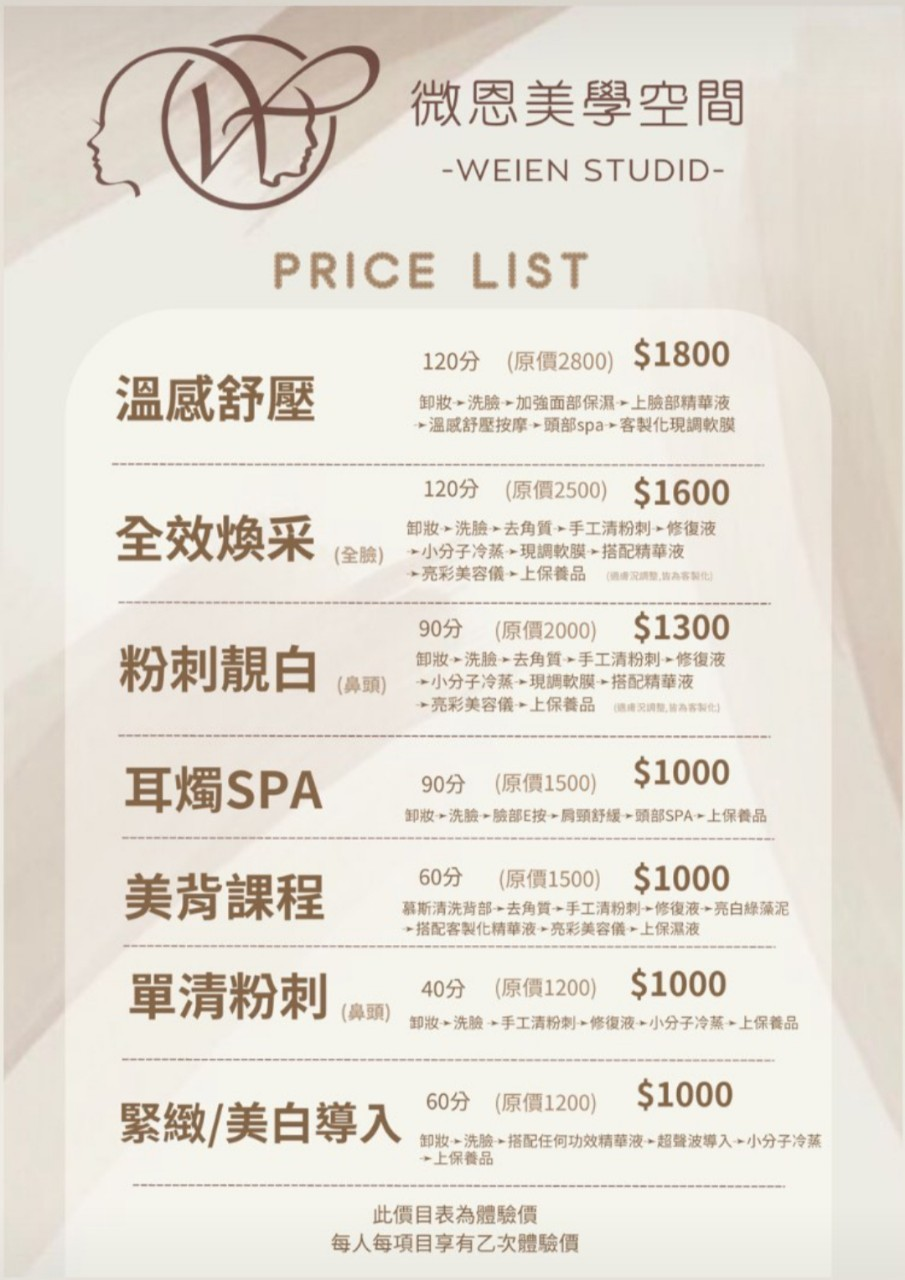 微恩美學空間
-WEIEN STUDID-
PRICE LIST
溫感舒壓
120分 (原價2800) $1800
卸妝➛洗臉➛加強面部保濕➛上臉部精華液
➛溫感舒壓按摩➛頭部spa➛客製化現調軟膜
全效煥采 (全臉)
120分 (原價2500) $1600
卸妝➛洗臉➛去角質➛手工清粉刺➛修復液
➛小分子冷蒸➛現調軟膜➛搭配精華液
➛亮彩美容儀➛上保養品 (過膚況調整,皆為客製化)
粉刺靚白 (鼻頭)
90分 (原價2000) $1300
卸妝➛洗臉➛去角質➛手工清粉刺➛修復液
➛小分子冷蒸➛現調軟膜➛搭配精華液
➛亮彩美容儀➛上保養品 (過膚況調整,皆為客製化)
耳燭SPA
90分 (原價1500) $1000
卸妝➛洗臉➛臉部E按➛肩頸舒緩➛頭部SPA➛上保養品
美背課程
60分 (原價1500) $1000
慕斯清洗背部➛去角質➛手工清粉刺➛修復液➛亮白綠藻泥
➛搭配客製化精華液➛亮彩美容儀➛上保濕液
單清粉刺 (鼻頭)
40分 (原價1200) $1000
卸妝➛洗臉➛手工清粉刺➛修復液➛小分子冷蒸➛上保養品
緊緻/美白導入
60分 (原價1200) $1000
卸妝➛洗臉➛搭配任何功效精華液➛超聲波導入➛小分子冷蒸
➛上保養品
此價目表為體驗價
每人每項目享有乙次體驗價